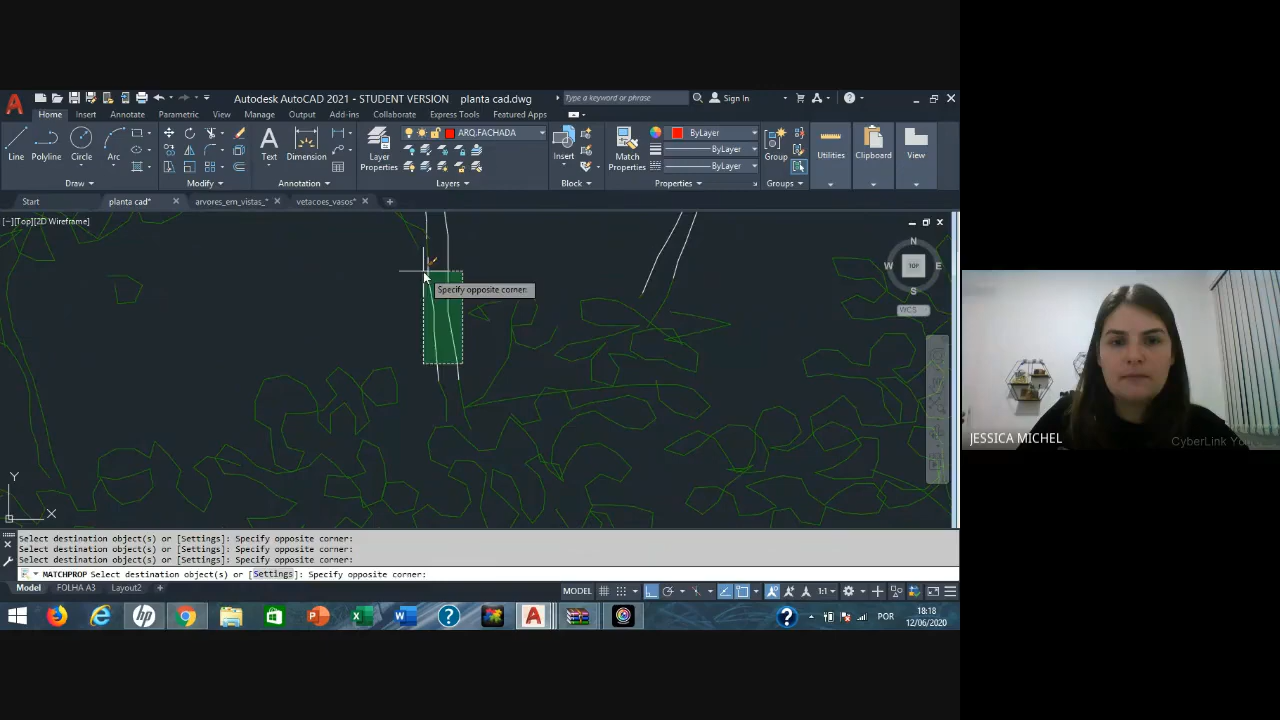 Autodesk AutoCAD 2021 - STUDENT VERSION planta cad.dwg
Type a keyword or phrase
Sign In
Home Insert Annotate Parametric View Manage Output Add-ins Collaborate Express Tools Featured Apps
Line Polyline Circle Arc
Text Dimension
Layer Properties
ARQ.FACHADA
Insert
Match Properties
ByLayer
ByLayer
ByLayer
Group
Utilities
Clipboard
View
Draw Modify Annotation Layers Block Properties Groups
Start planta cad* arvores_em_vistas_* vetacoes_vasos*
[−][Top][2D Wireframe]
N
W TOP E
S
WCS
Specify opposite corner:
Y
X
Select destination object(s) or [Settings]: Specify opposite corner:
Select destination object(s) or [Settings]: Specify opposite corner:
Select destination object(s) or [Settings]: Specify opposite corner:
MATCHPROP Select destination object(s) or [Settings]: Specify opposite corner:
Model FOLHA A3 Layout2
MODEL
1:1
POR
18:18
12/06/2020
JESSICA MICHEL
CyberLink